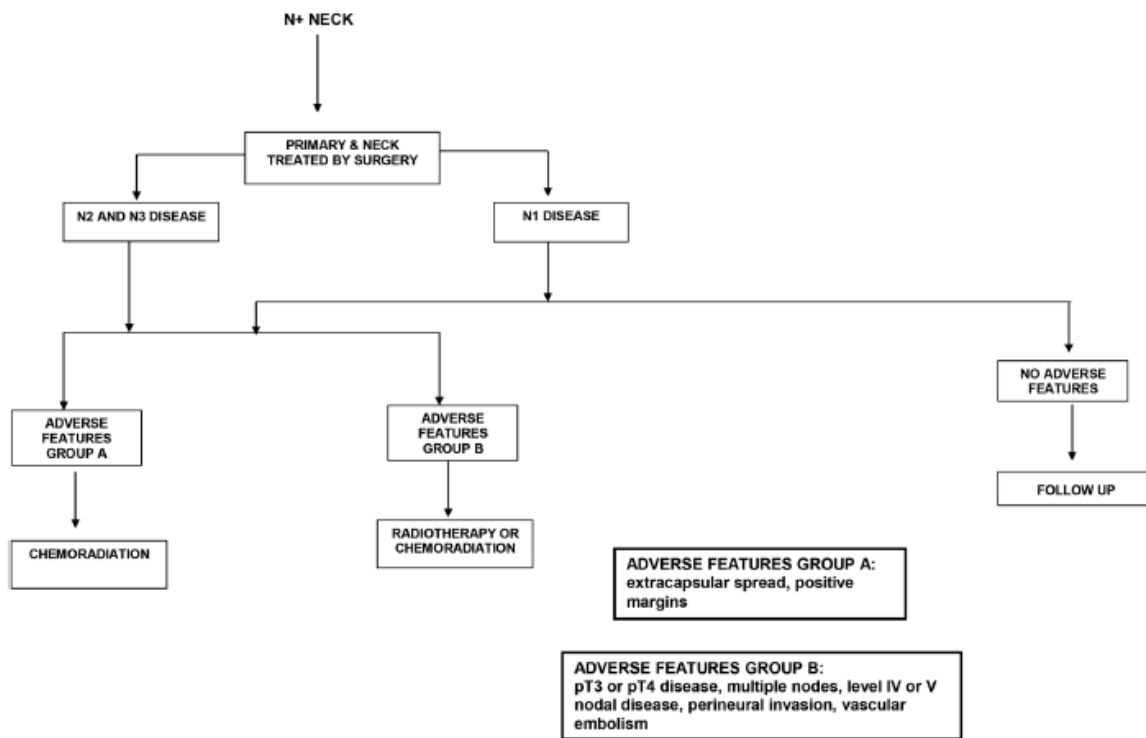 N+ NECK
PRIMARY & NECK
TREATED BY SURGERY
N2 AND N3 DISEASE
N1 DISEASE
NO ADVERSE
FEATURES
ADVERSE
FEATURES
GROUP A
ADVERSE
FEATURES
GROUP B
FOLLOW UP
CHEMORADIATION
RADIOTHERAPY OR
CHEMORADIATION
ADVERSE FEATURES GROUP A:
extracapsular spread, positive
margins
ADVERSE FEATURES GROUP B:
pT3 or pT4 disease, multiple nodes, level IV or V
nodal disease, perineural invasion, vascular
embolism